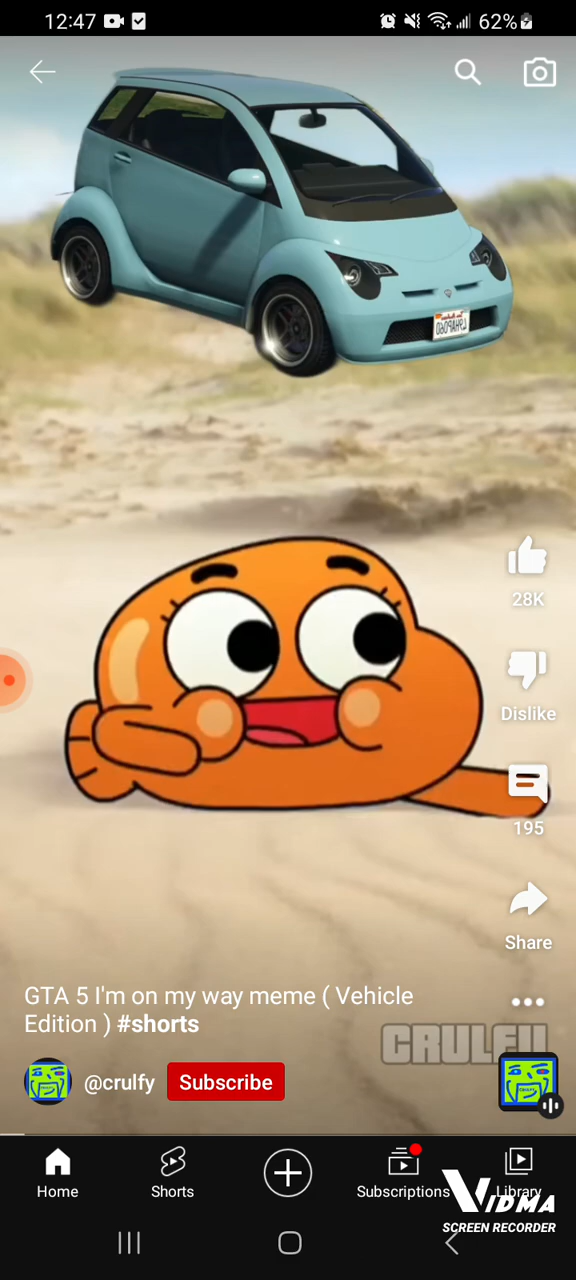 12:47
62%
28K
Dislike
195
Share
GTA 5 I'm on my way meme ( Vehicle
Edition ) #shorts
CRULFY
@crulfy
Subscribe
Home
Shorts
Subscriptions
Library
VIDMA
SCREEN RECORDER